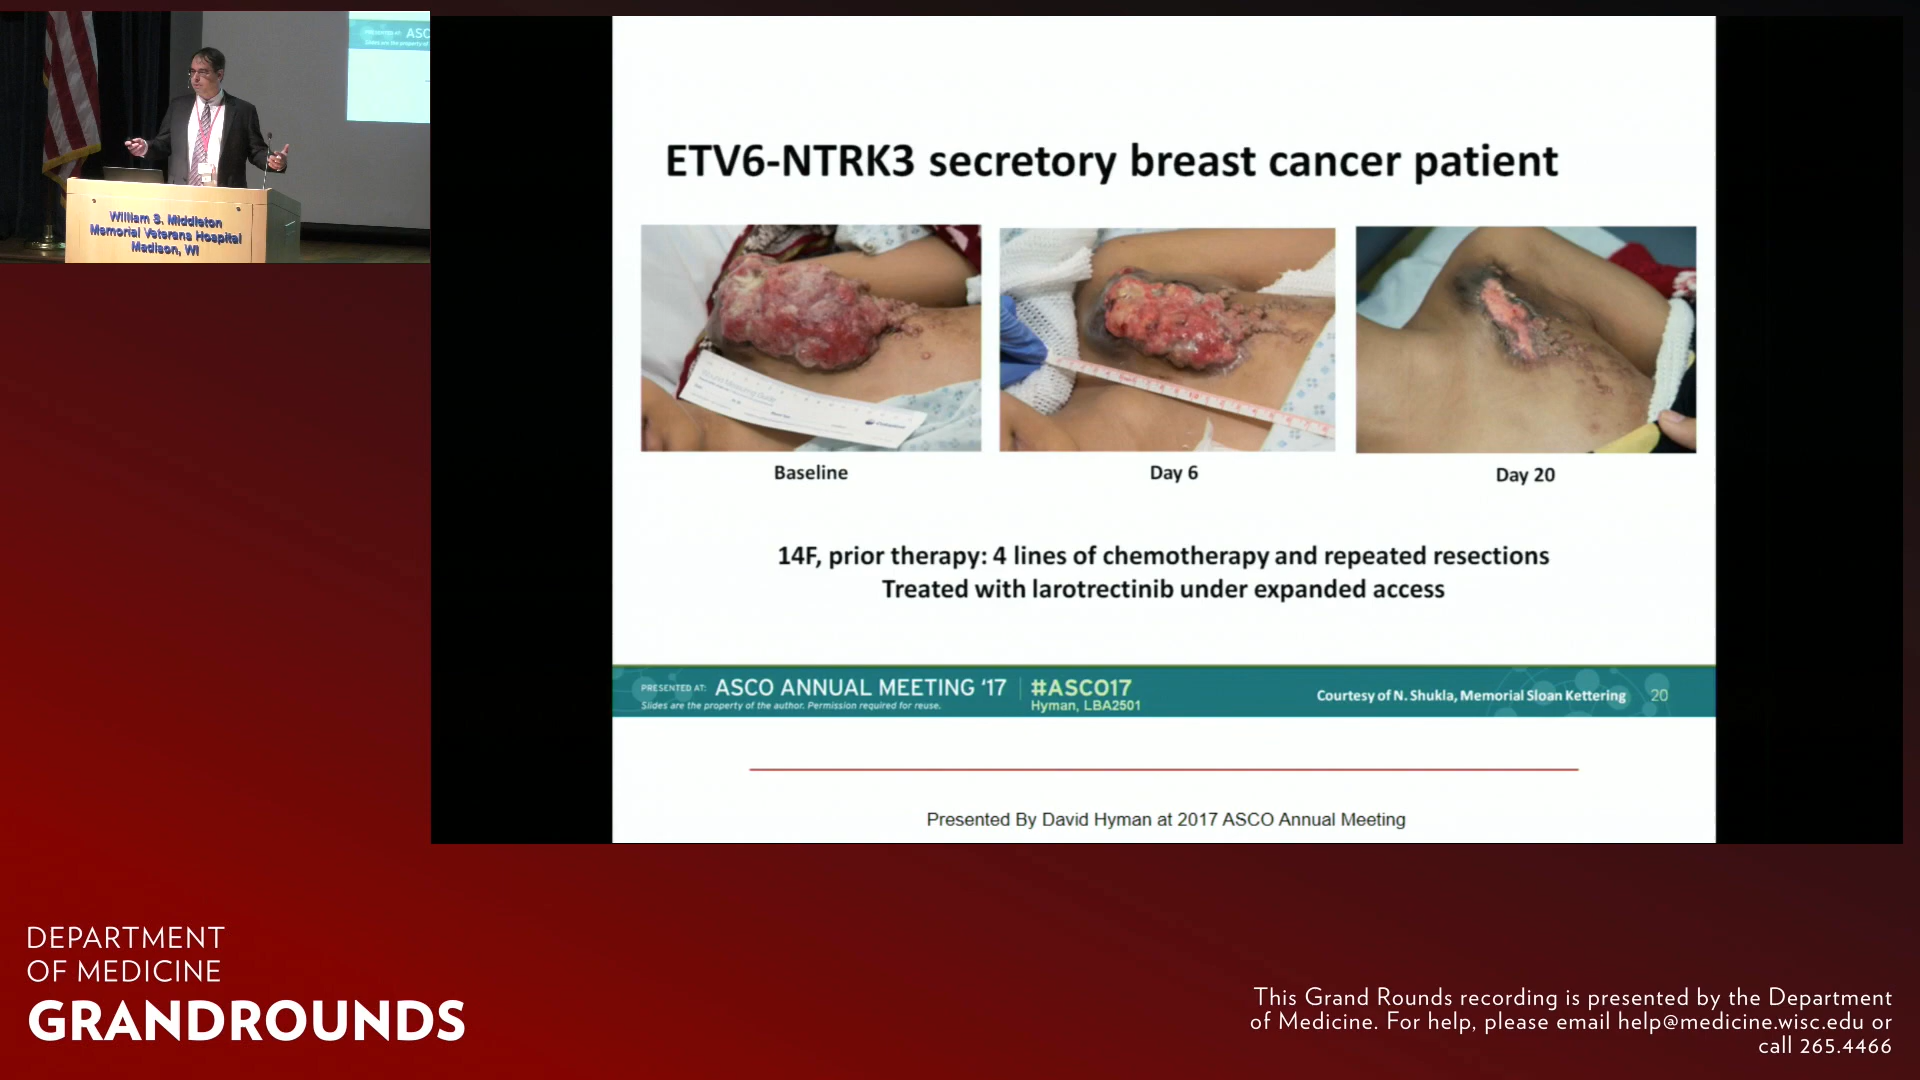 ASC
William S. Middleton
Memorial Veterans Hospital
Madison, WI
ETV6-NTRK3 secretory breast cancer patient
Baseline
Day 6
Day 20
14F, prior therapy: 4 lines of chemotherapy and repeated resections
Treated with larotrectinib under expanded access
PRESENTED AT: ASCO ANNUAL MEETING '17
Slides are the property of the author. Permission required for reuse.
#ASCO17
Hyman, LBA2501
Courtesy of N. Shukla, Memorial Sloan Kettering 20
Presented By David Hyman at 2017 ASCO Annual Meeting
DEPARTMENT
OF MEDICINE
GRANDROUNDS
This Grand Rounds recording is presented by the Department
of Medicine. For help, please email help@medicine.wisc.edu or
call 265.4466